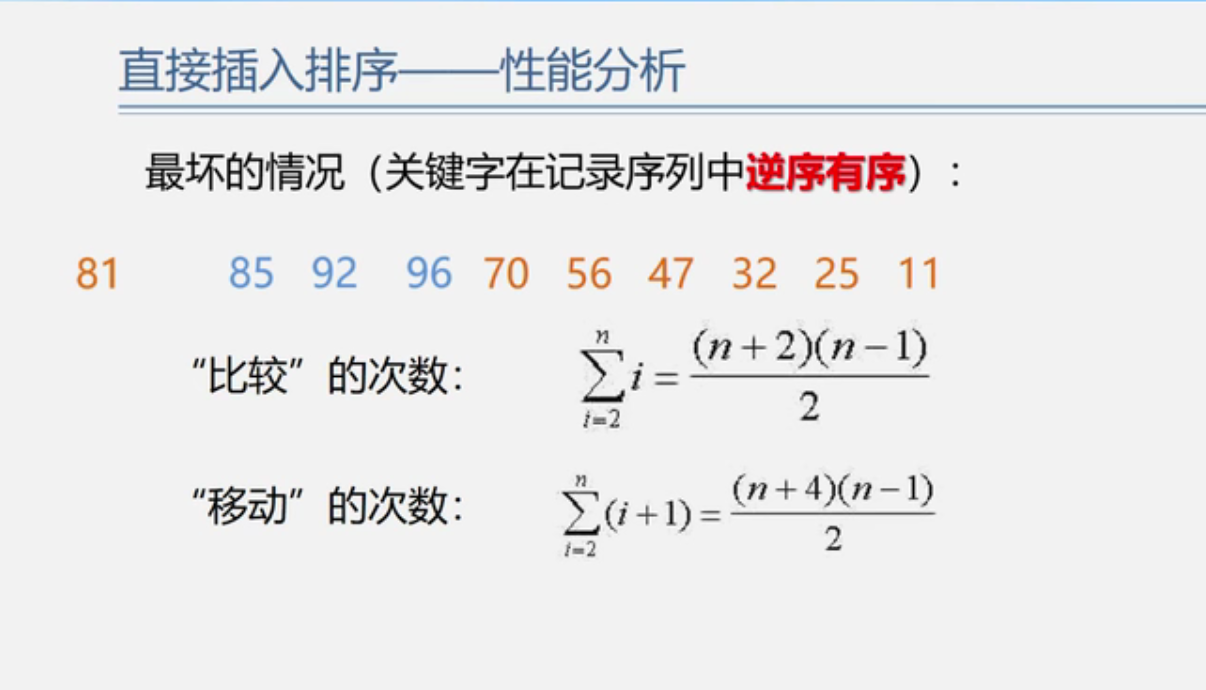 直接插入排序——性能分析
最坏的情况（关键字在记录序列中逆序有序）：
81 85 92 96 70 56 47 32 25 11
“比较”的次数： \sum_{i=2}^{n} i = \frac{(n+2)(n-1)}{2}
“移动”的次数： \sum_{i=2}^{n} (i+1) = \frac{(n+4)(n-1)}{2}